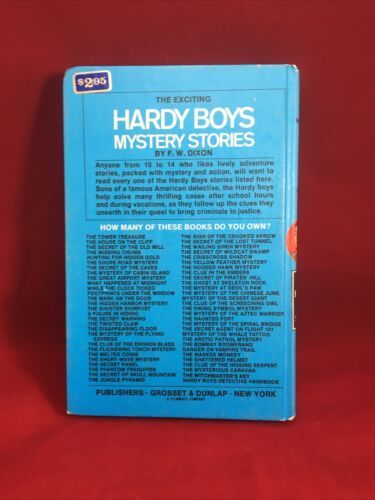 $2.95
THE EXCITING
HARDY BOYS
MYSTERY STORIES
BY F. W. DIXON
Anyone from 10 to 14 who likes lively adventure
stories, packed with mystery and action, will want to
read every one of the Hardy Boys stories listed here.
Sons of a famous American detective, the Hardy boys
help solve many thrilling cases after school hours
and during vacations, as they follow up the clues they
unearth in their quest to bring criminals to justice.
HOW MANY OF THESE BOOKS DO YOU OWN?
THE TOWER TREASURE
THE HOUSE ON THE CLIFF
THE SECRET OF THE OLD MILL
THE MISSING CHUMS
HUNTING FOR HIDDEN GOLD
THE SHORE ROAD MYSTERY
THE SECRET OF THE CAVES
THE MYSTERY OF CABIN ISLAND
THE GREAT AIRPORT MYSTERY
WHAT HAPPENED AT MIDNIGHT
WHILE THE CLOCK TICKED
FOOTPRINTS UNDER THE WINDOW
THE MARK ON THE DOOR
THE HIDDEN HARBOR MYSTERY
THE SINISTER SIGNPOST
A FIGURE IN HIDING
THE SECRET WARNING
THE TWISTED CLAW
THE DISAPPEARING FLOOR
THE MYSTERY OF THE FLYING
EXPRESS
THE CLUE OF THE BROKEN BLADE
THE FLICKERING TORCH MYSTERY
THE MELTED COINS
THE SHORT-WAVE MYSTERY
THE SECRET PANEL
THE PHANTOM FREIGHTER
THE SECRET OF SKULL MOUNTAIN
THE JUNGLE PYRAMID
THE SIGN OF THE CROOKED ARROW
THE SECRET OF THE LOST TUNNEL
THE WAILING SIREN MYSTERY
THE SECRET OF WILDCAT SWAMP
THE CRISSCROSS SHADOW
THE YELLOW FEATHER MYSTERY
THE HOODED HAWK MYSTERY
THE CLUE IN THE EMBERS
THE SECRET OF PIRATES' HILL
THE GHOST AT SKELETON ROCK
MYSTERY AT DEVIL'S PAW
MYSTERY OF THE CHINESE JUNK
MYSTERY OF THE DESERT GIANT
THE CLUE OF THE SCREECHING OWL
THE VIKING SYMBOL MYSTERY
THE MYSTERY OF THE AZTEC WARRIOR
THE HAUNTED FORT
THE MYSTERY OF THE SPIRAL BRIDGE
THE SECRET AGENT ON FLIGHT 101
MYSTERY OF THE WHALE TATTOO
THE ARCTIC PATROL MYSTERY
THE BOMBAY BOOMERANG
DANGER ON VAMPIRE TRAIL
THE MASKED MONKEY
THE SHATTERED HELMET
THE CLUE OF THE HISSING SERPENT
THE MYSTERIOUS CARAVAN
THE WITCHMASTER'S KEY
HARDY BOYS DETECTIVE HANDBOOK
PUBLISHERS · GROSSET & DUNLAP · NEW YORK
A FILMWAYS COMPANY